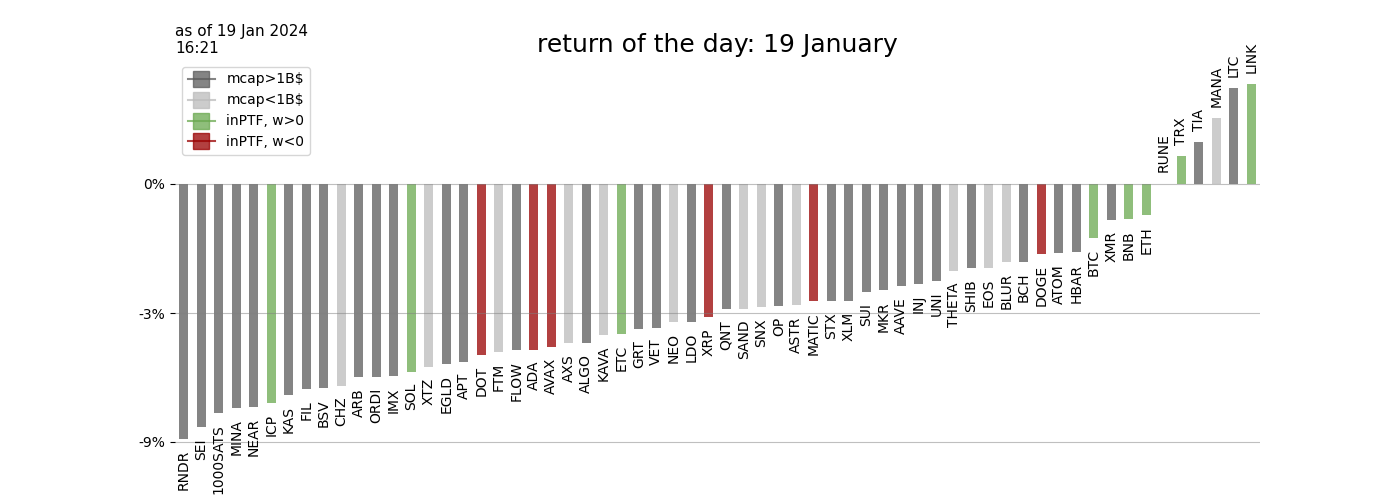 as of 19 Jan 2024
16:21
return of the day: 19 January
mcap>1B$
mcap<1B$
inPTF, w>0
inPTF, w<0
0%
-3%
-9%
RNDR
SEI
1000SATS
MINA
NEAR
ICP
KAS
FIL
BSV
CHZ
ARB
ORDI
IMX
SOL
XTZ
EGLD
APT
DOT
FTM
FLOW
ADA
AVAX
AXS
ALGO
KAVA
ETC
GRT
VET
NEO
LDO
XRP
QNT
SAND
SNX
OP
ASTR
MATIC
STX
XLM
SUI
MKR
AAVE
INJ
UNI
THETA
SHIB
EOS
BLUR
BCH
DOGE
ATOM
HBAR
BTC
XMR
BNB
ETH
RUNE
TRX
TIA
MANA
LTC
LINK